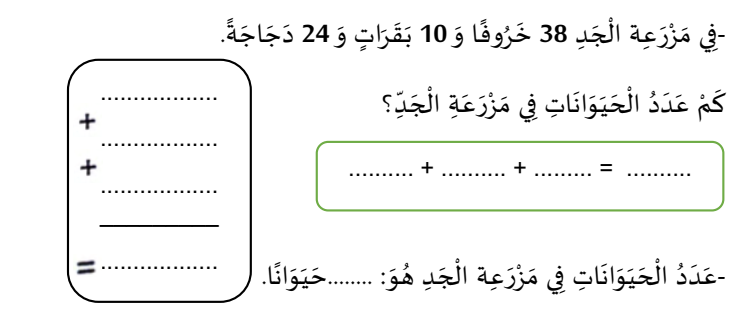 -فِي مَزْرَعِة الْجَدِ 38 خَرُوفًا وَ 10 بَقَرَاتٍ وَ 24 دَجَاجَةً.
كَمْ عَدَدُ الْحَيَوَانَاتِ فِي مَزْرَعَةِ الْجَدِّ؟
.......... + .......... + ......... = ..........
..................
+
..................
+
..................
= ..................
-عَدَدُ الْحَيَوَانَاتِ فِي مَزْرَعِة الْجَدِ هُوَ: ........حَيَوَانًا.